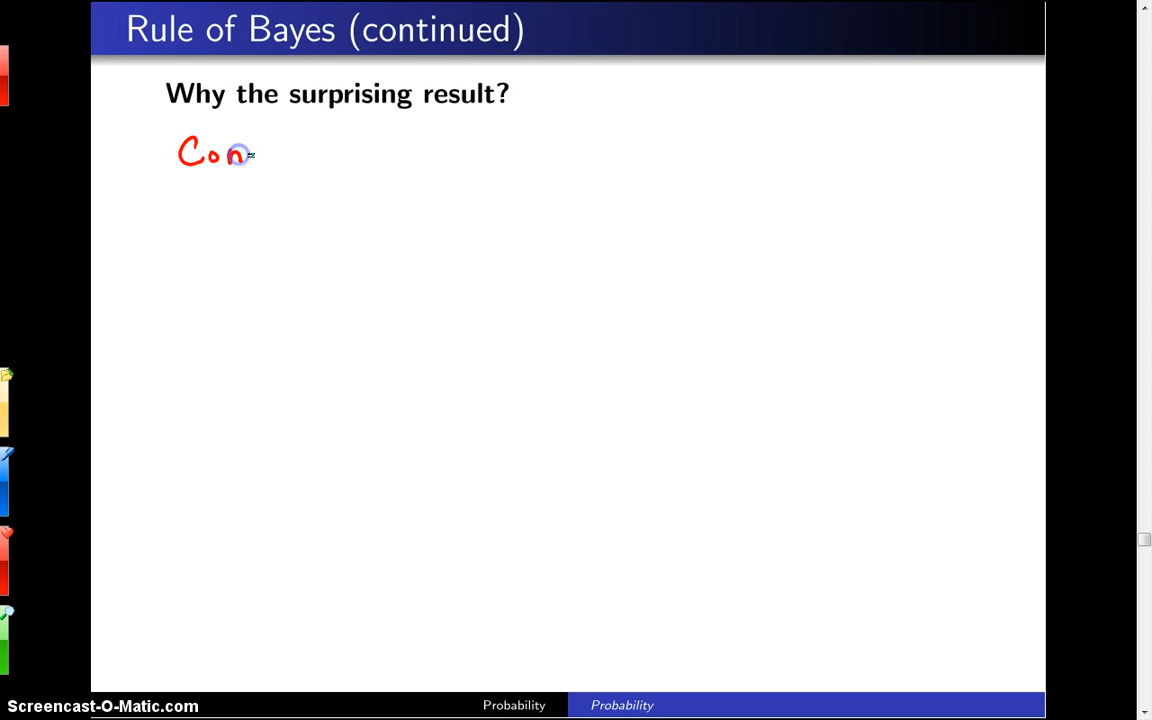 Rule of Bayes (continued)
Why the surprising result?
Con
Probability Probability
Screencast-O-Matic.com